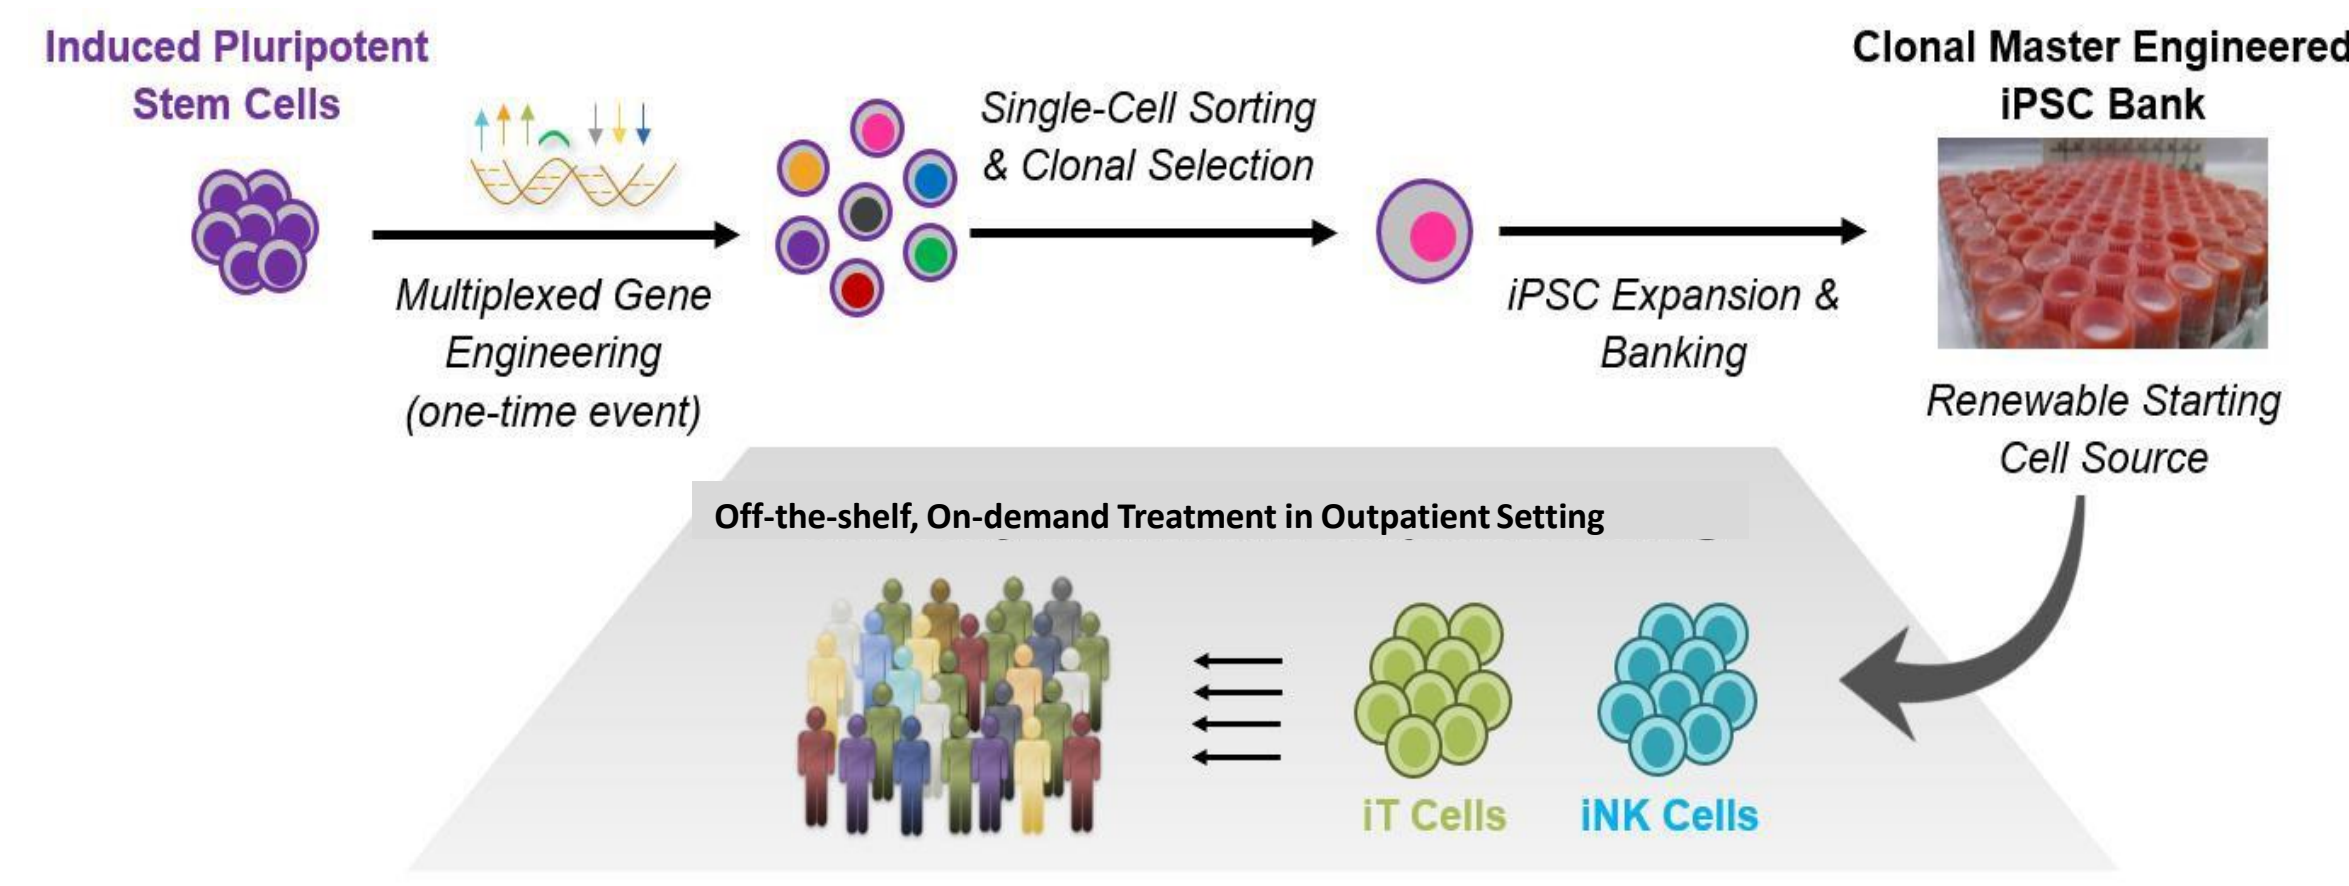 Induced Pluripotent
Stem Cells
Multiplexed Gene
Engineering
(one-time event)
Single-Cell Sorting
& Clonal Selection
iPSC Expansion &
Banking
Clonal Master Engineered
iPSC Bank
Renewable Starting
Cell Source
Off-the-shelf, On-demand Treatment in Outpatient Setting
iT Cells
iNK Cells